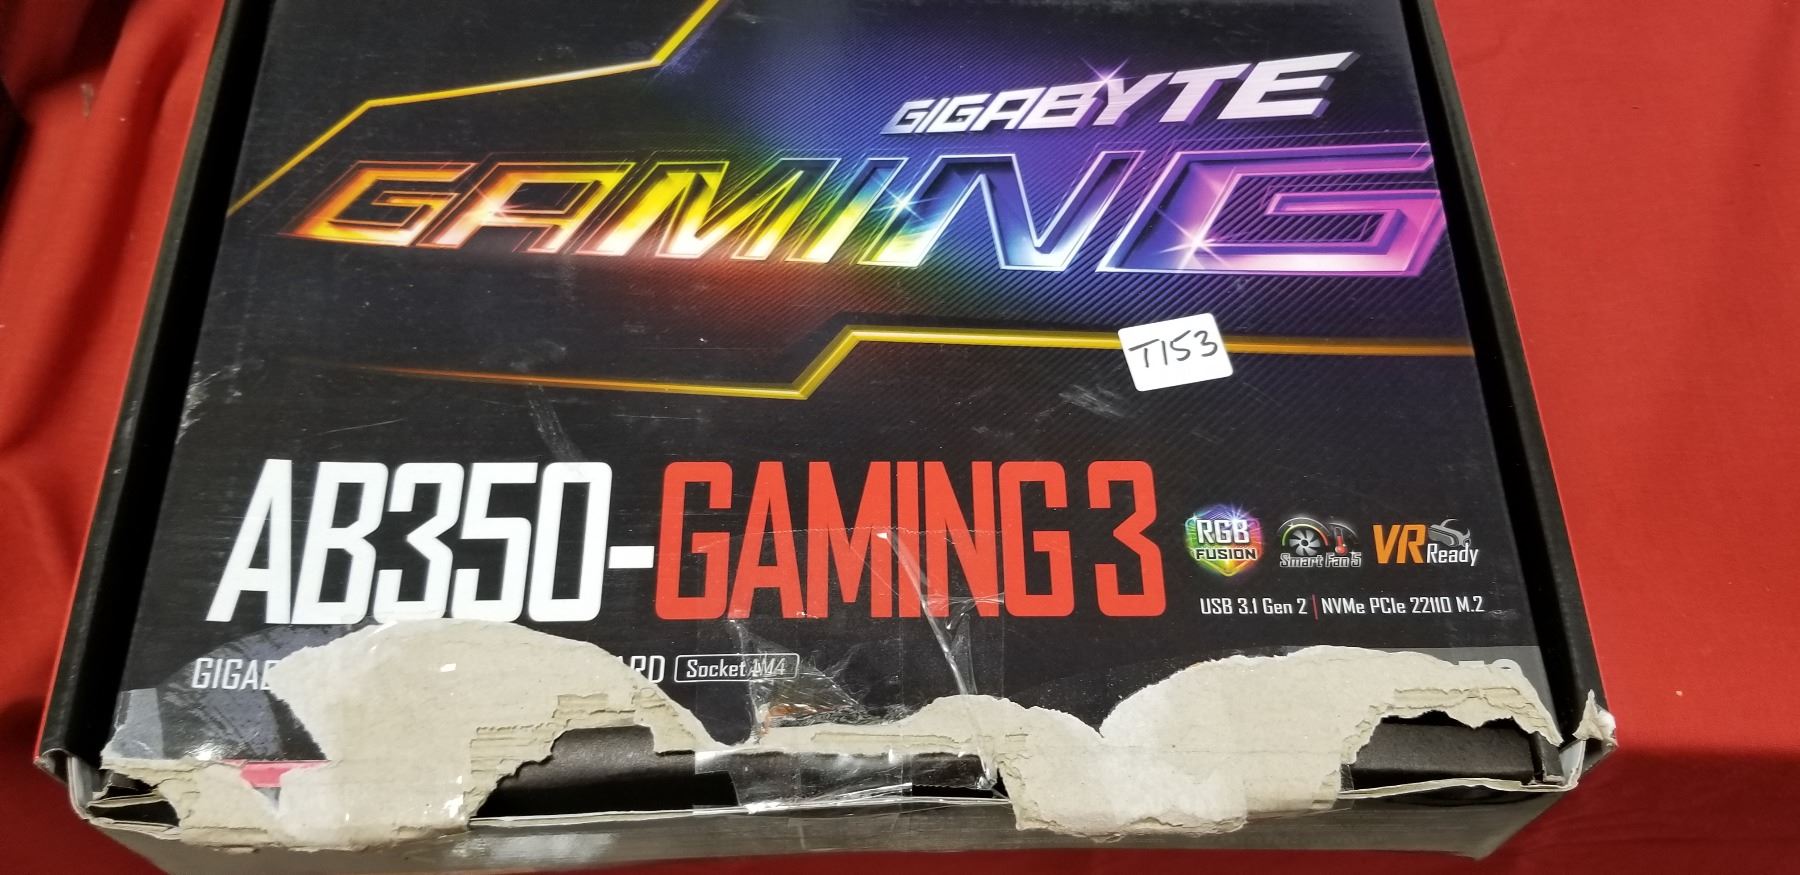 GIGABYTE
GAMING
T153
AB350-GAMING 3
RGB
FUSION
Smart Fan 5
VR Ready
USB 3.1 Gen 2 | NVMe PCIe 22110 M.2
Socket AM4